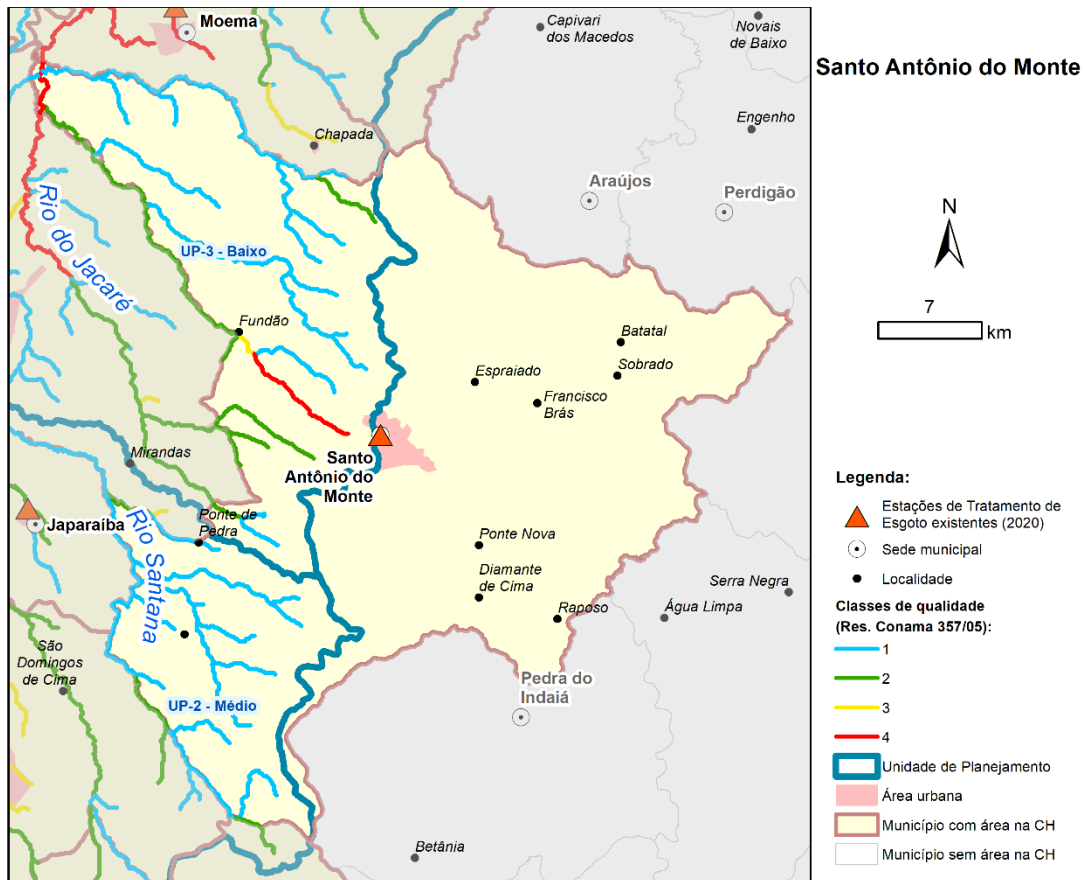 Santo Antônio do Monte
Moema
Capivari
dos Macedos
Novais
de Baixo
Chapada
Engenho
Araújos
Perdigão
N
Rio do Jacaré
UP-3 - Baixo
7
km
Fundão
Batatal
Sobrado
Espraiado
Francisco
Brás
Mirandas
Santo
Antônio do
Monte
Japaraíba
Ponte de
Pedra
Rio Santana
Ponte Nova
Diamante
de Cima
Raposo
Serra Negra
Água Limpa
São
Domingos
de Cima
Pedra do
Indaiá
UP-2 - Médio
Betânia
Legenda:
Estações de Tratamento de
Esgoto existentes (2020)
Sede municipal
Localidade
Classes de qualidade
(Res. Conama 357/05):
1
2
3
4
Unidade de Planejamento
Área urbana
Município com área na CH
Município sem área na CH